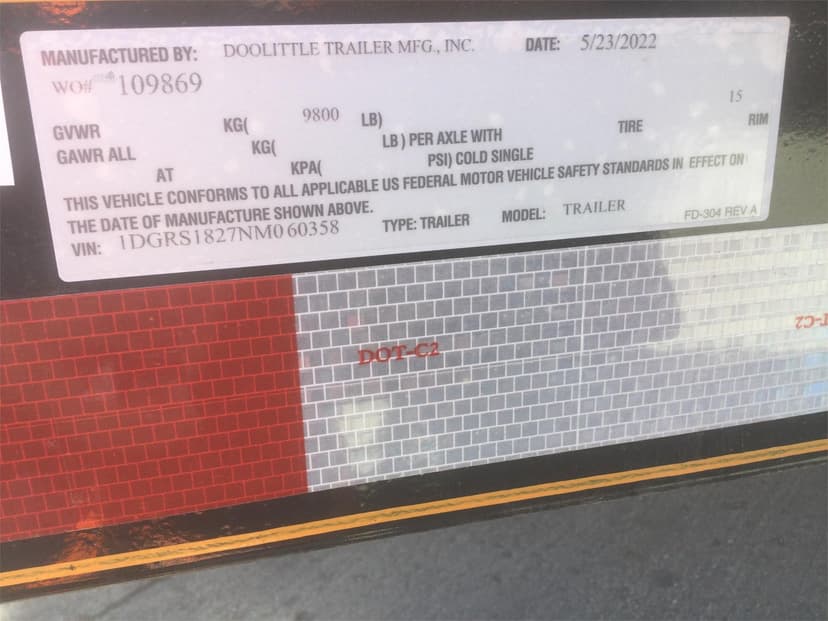 MANUFACTURED BY: DOOLITTLE TRAILER MFG., INC. DATE: 5/23/2022
WO# 109869
15
GVWR KG( 9800 LB) TIRE RIM
GAWR ALL KG( LB) PER AXLE WITH
AT KPA( PSI) COLD SINGLE
THIS VEHICLE CONFORMS TO ALL APPLICABLE US FEDERAL MOTOR VEHICLE SAFETY STANDARDS IN EFFECT ON
THE DATE OF MANUFACTURE SHOWN ABOVE.
VIN: 1DGRS1827NM060358 TYPE: TRAILER MODEL: TRAILER FD-304 REV A
DOT-C2